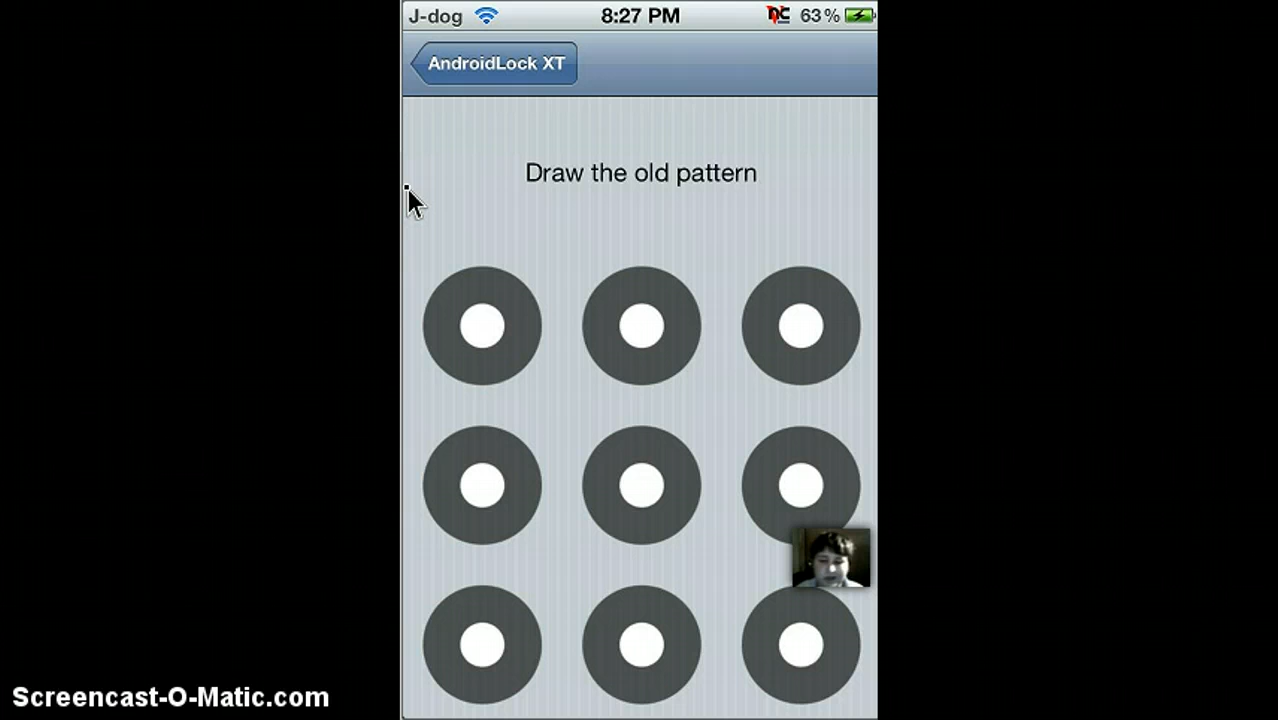 J-dog 8:27 PM 63%
AndroidLock XT
Draw the old pattern
Screencast-O-Matic.com